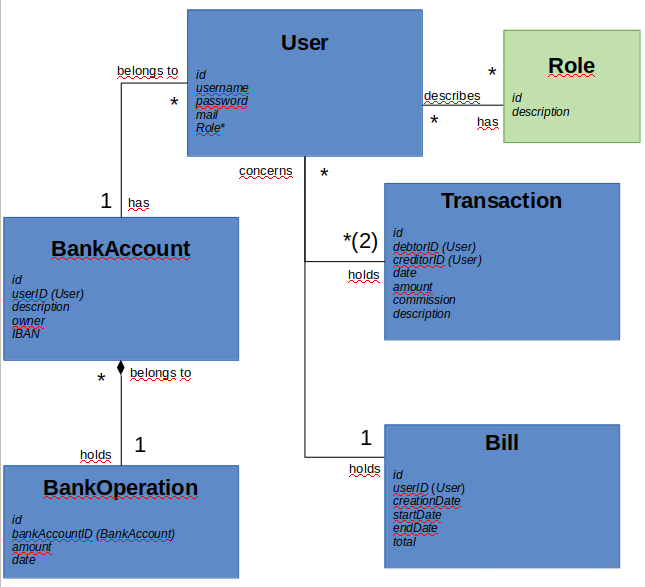 User
id
username
password
mail
Role*
belongs to
*
1
has
describes
*
*
has
Role
id
description
concerns
*
*(2)
holds
Transaction
id
debtorID (User)
creditorID (User)
date
amount
commission
description
BankAccount
id
userID (User)
description
owner
IBAN
*
belongs to
holds
1
BankOperation
id
bankAccountID (BankAccount)
amount
date
1
holds
Bill
id
userID (User)
creationDate
startDate
endDate
total